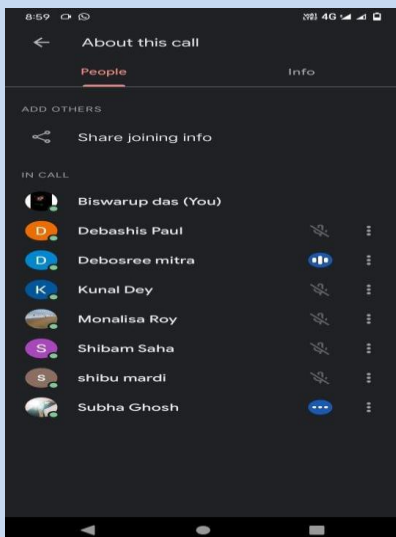 8:59
4G
About this call
People
Info
ADD OTHERS
Share joining info
IN CALL
Biswarup das (You)
D Debashis Paul
D Debosree mitra
K Kunal Dey
Monalisa Roy
S Shibam Saha
s shibu mardi
Subha Ghosh